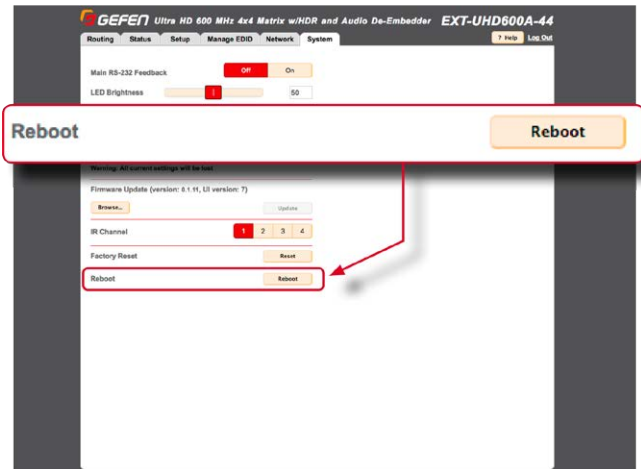 GEFEN Ultra HD 600 MHz 4x4 Matrix w/HDR and Audio De-Embedder EXT-UHD600A-44
Routing Status Setup Manage EDID Network System ? Help Log Out
Main RS-232 Feedback Off On
LED Brightness 50
Reboot Reboot
Warning: All current settings will be lost
Firmware Update (version: 0.1.11, UI version: 7)
Browse... Update
IR Channel 1 2 3 4
Factory Reset Reset
Reboot Reboot